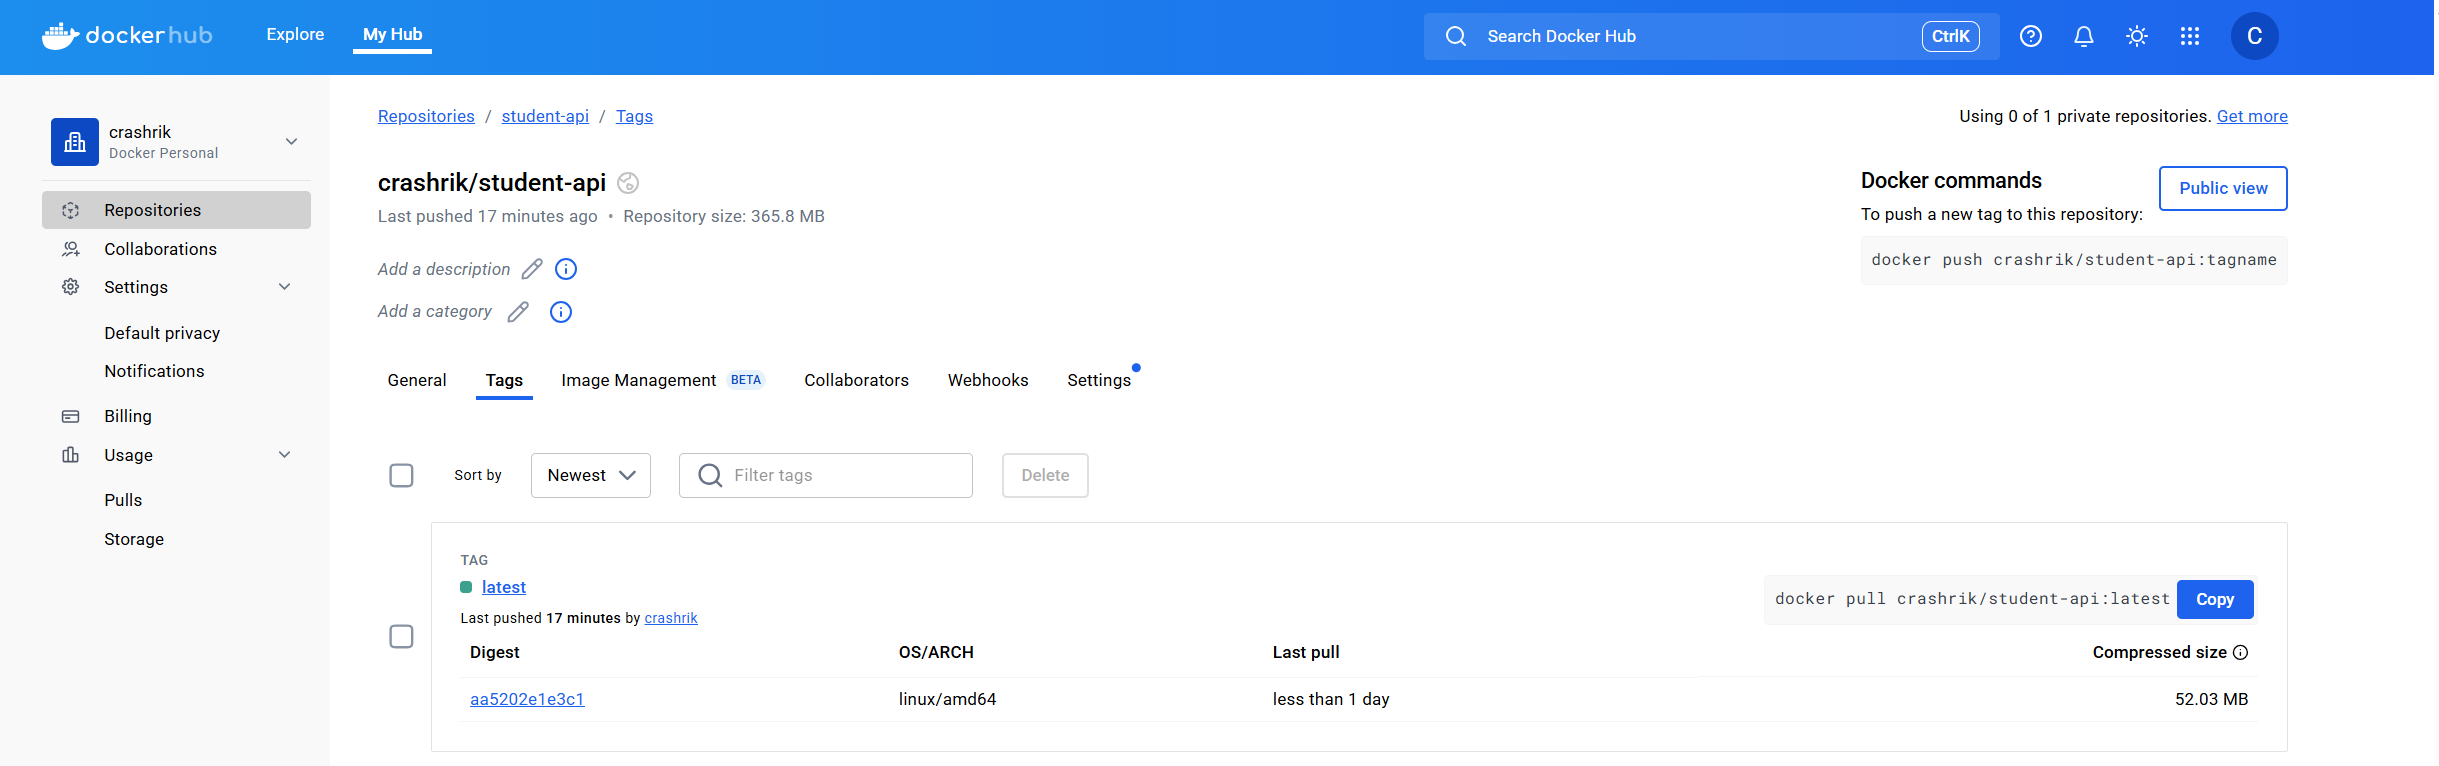 dockerhub
Explore
My Hub
Search Docker Hub
CtrlK
C
crashrik
Docker Personal
Repositories
Collaborations
Settings
Default privacy
Notifications
Billing
Usage
Pulls
Storage
Repositories / student-api / Tags
Using 0 of 1 private repositories. Get more
crashrik/student-api
Last pushed 17 minutes ago • Repository size: 365.8 MB
Add a description
Add a category
Docker commands
Public view
To push a new tag to this repository:
docker push crashrik/student-api:tagname
General
Tags
Image Management BETA
Collaborators
Webhooks
Settings
Sort by
Newest
Filter tags
Delete
TAG
latest
Last pushed 17 minutes by crashrik
docker pull crashrik/student-api:latest
Copy
Digest OS/ARCH Last pull Compressed size
aa5202e1e3c1 linux/amd64 less than 1 day 52.03 MB